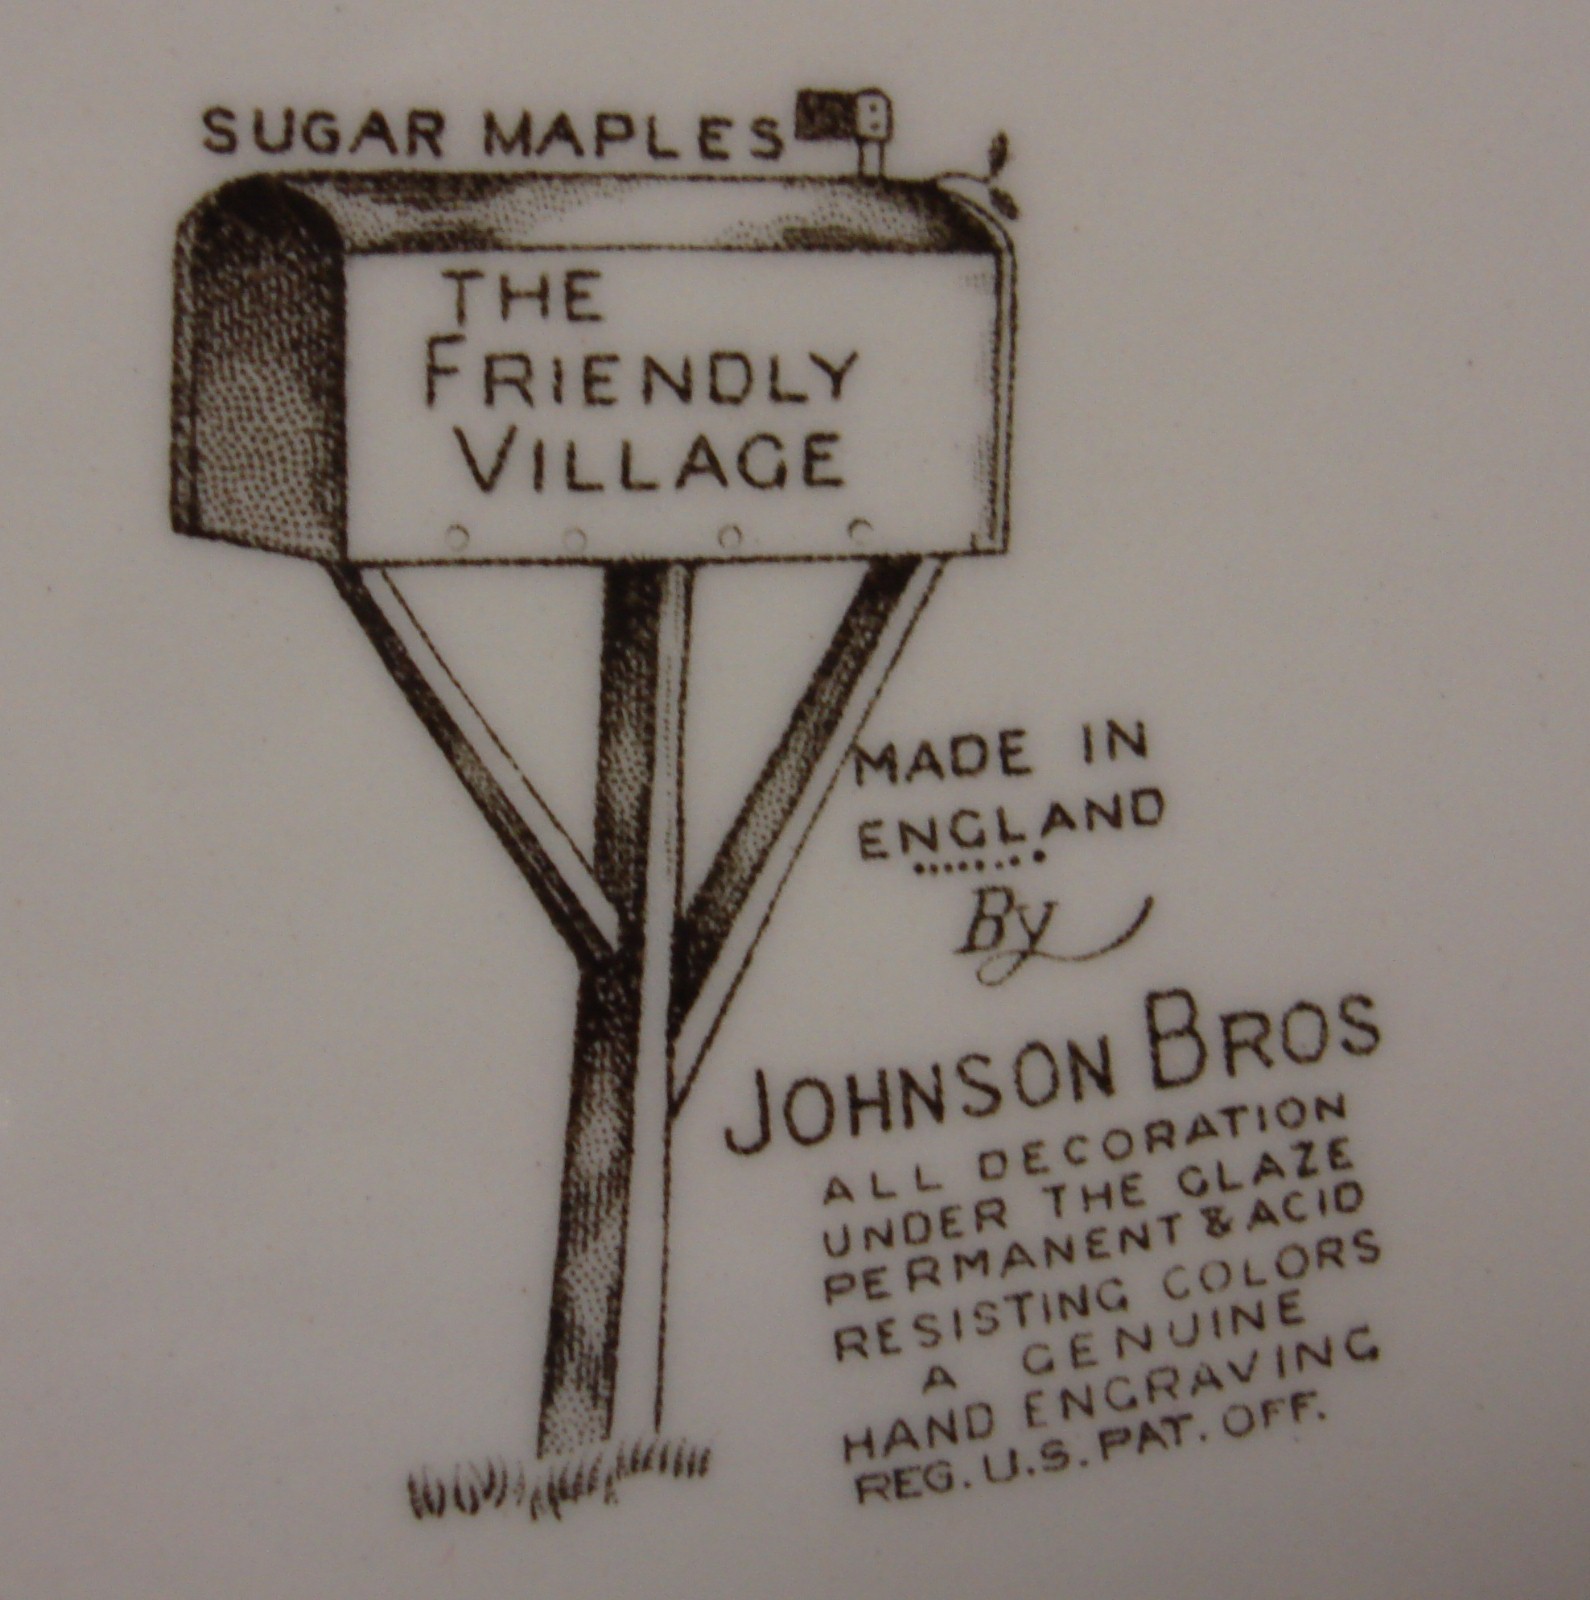 SUGAR MAPLES
THE
FRIENDLY
VILLAGE
MADE IN
ENGLAND
By
JOHNSON BROS
ALL DECORATION
UNDER THE GLAZE
PERMANENT & ACID
RESISTING COLORS
A GENUINE
HAND ENGRAVING
REG. U.S. PAT. OFF.